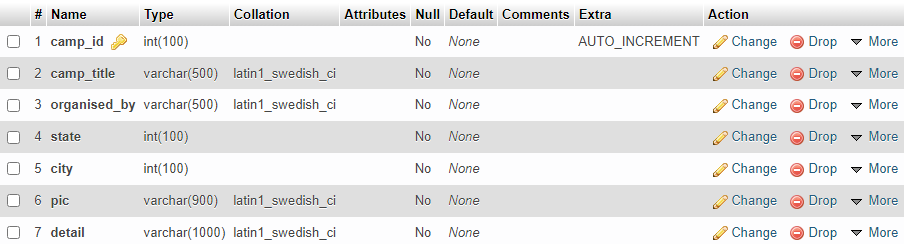 # Name Type Collation Attributes Null Default Comments Extra Action
1 camp_id int(100) No None AUTO_INCREMENT Change Drop More
2 camp_title varchar(500) latin1_swedish_ci No None Change Drop More
3 organised_by varchar(500) latin1_swedish_ci No None Change Drop More
4 state int(100) No None Change Drop More
5 city int(100) No None Change Drop More
6 pic varchar(900) latin1_swedish_ci No None Change Drop More
7 detail varchar(1000) latin1_swedish_ci No None Change Drop More